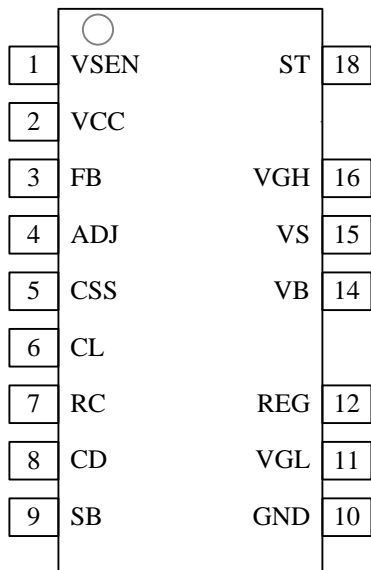 1 VSEN ST 18
2 VCC
3 FB VGH 16
4 ADJ VS 15
5 CSS VB 14
6 CL
7 RC REG 12
8 CD VGL 11
9 SB GND 10